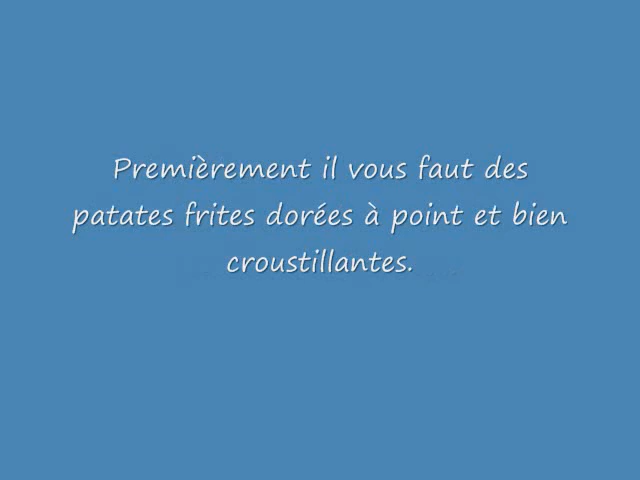 Premièrement il vous faut des
patates frites dorées à point et bien
croustillantes.